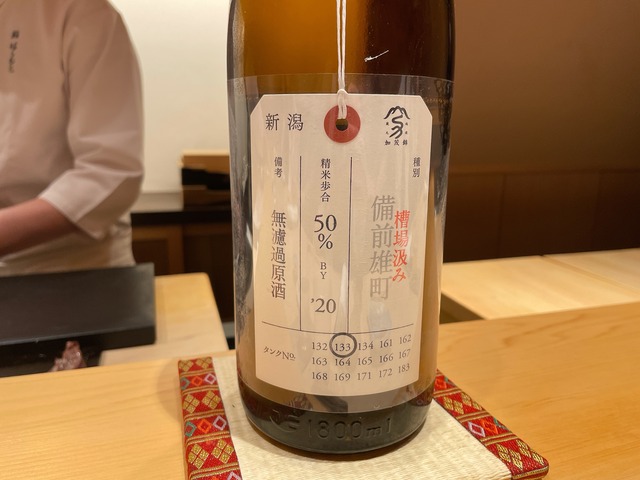 新潟
加茂錦
種別
備前雄町
槽場汲み
精米歩合
50%
BY
'20
備考
無濾過原酒
タンクNo.
132 133 134 161 162
163 164 165 166 167
168 169 171 172 183
1800ml